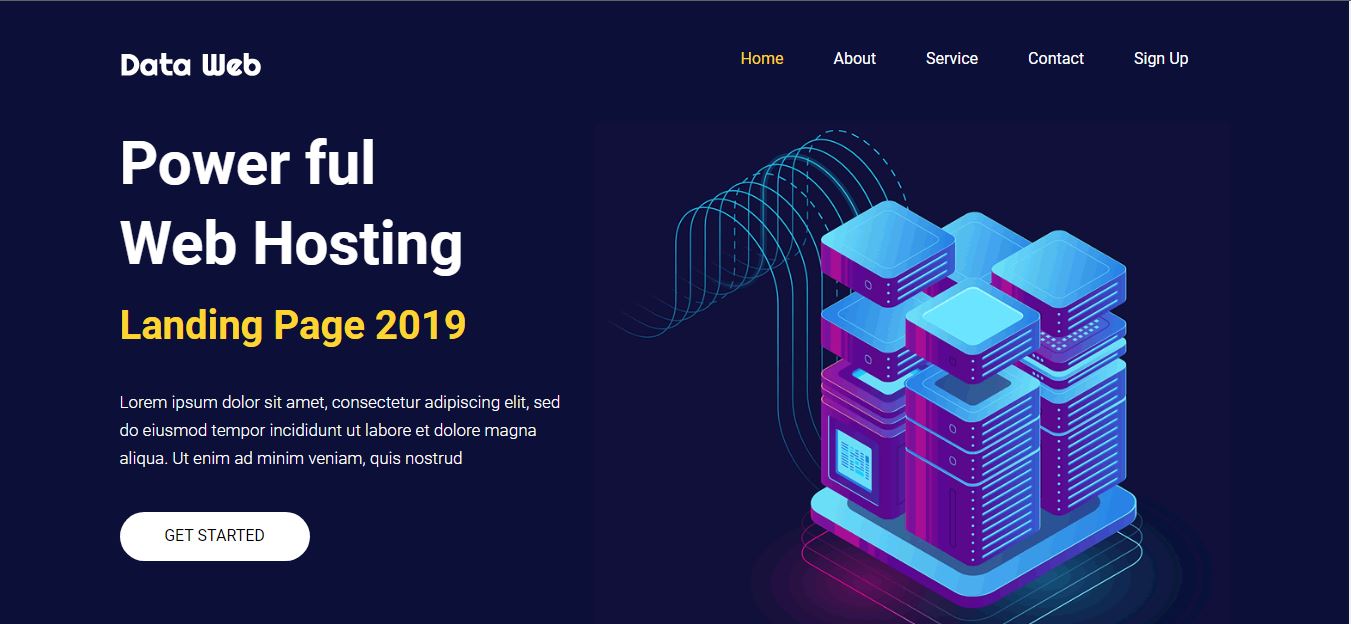 Data Web
Home About Service Contact Sign Up
Power ful
Web Hosting
Landing Page 2019
Lorem ipsum dolor sit amet, consectetur adipiscing elit, sed
do eiusmod tempor incididunt ut labore et dolore magna
aliqua. Ut enim ad minim veniam, quis nostrud
GET STARTED